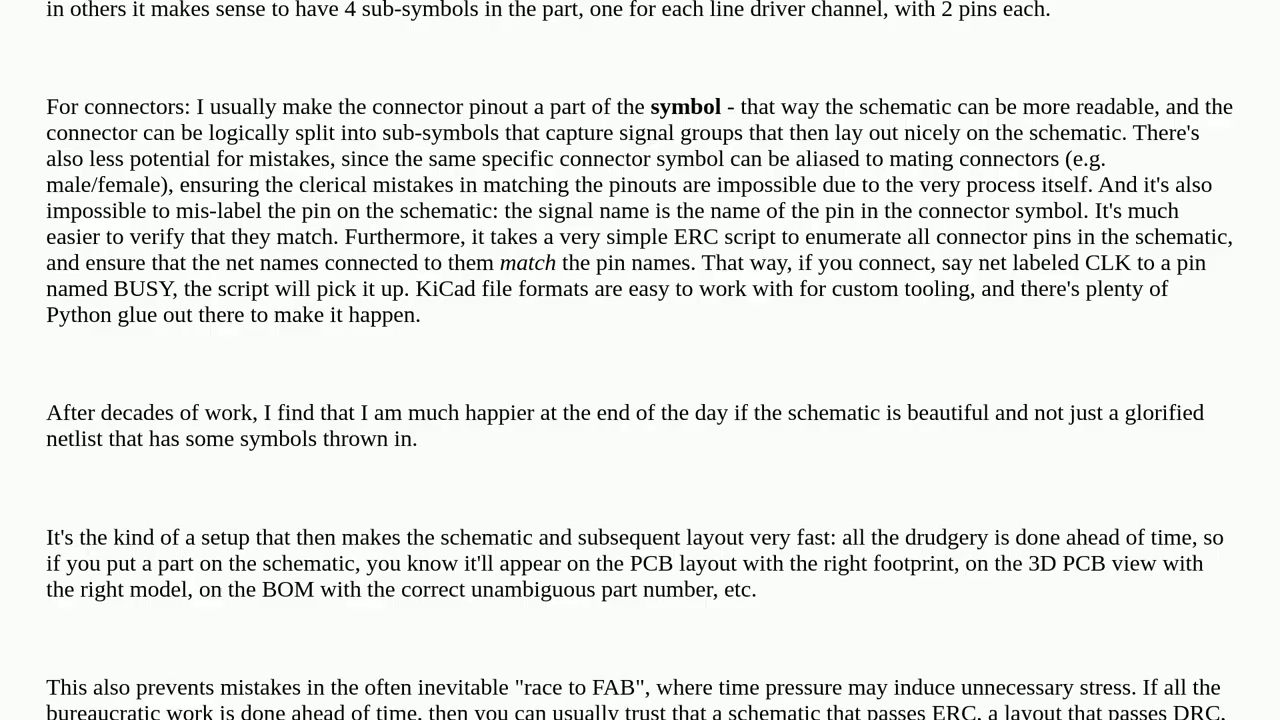 in others it makes sense to have 4 sub-symbols in the part, one for each line driver channel, with 2 pins each.
For connectors: I usually make the connector pinout a part of the symbol - that way the schematic can be more readable, and the
connector can be logically split into sub-symbols that capture signal groups that then lay out nicely on the schematic. There's
also less potential for mistakes, since the same specific connector symbol can be aliased to mating connectors (e.g.
male/female), ensuring the clerical mistakes in matching the pinouts are impossible due to the very process itself. And it's also
impossible to mis-label the pin on the schematic: the signal name is the name of the pin in the connector symbol. It's much
easier to verify that they match. Furthermore, it takes a very simple ERC script to enumerate all connector pins in the schematic,
and ensure that the net names connected to them match the pin names. That way, if you connect, say net labeled CLK to a pin
named BUSY, the script will pick it up. KiCad file formats are easy to work with for custom tooling, and there's plenty of
Python glue out there to make it happen.
After decades of work, I find that I am much happier at the end of the day if the schematic is beautiful and not just a glorified
netlist that has some symbols thrown in.
It's the kind of a setup that then makes the schematic and subsequent layout very fast: all the drudgery is done ahead of time, so
if you put a part on the schematic, you know it'll appear on the PCB layout with the right footprint, on the 3D PCB view with
the right model, on the BOM with the correct unambiguous part number, etc.
This also prevents mistakes in the often inevitable "race to FAB", where time pressure may induce unnecessary stress. If all the
bureaucratic work is done ahead of time, then you can usually trust that a schematic that passes ERC, a layout that passes DRC,